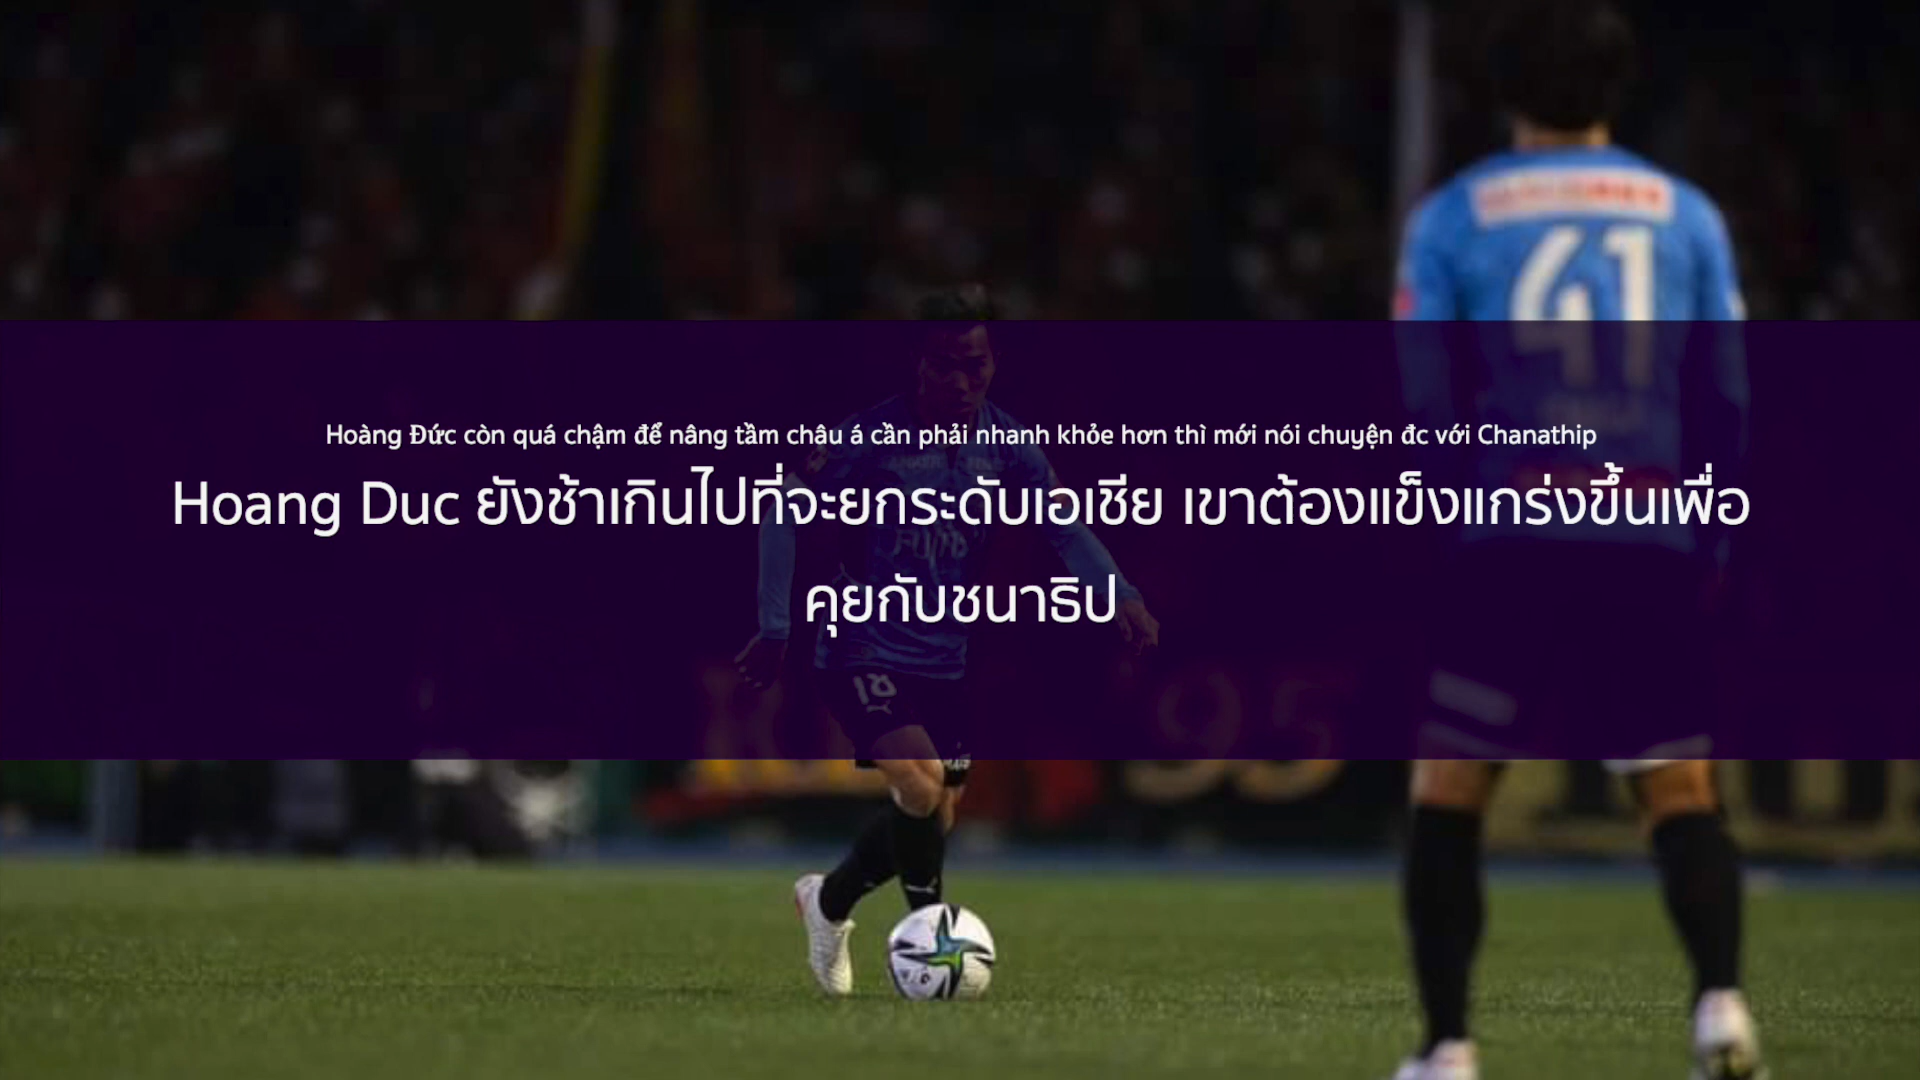 Hoàng Đức còn quá chậm để nâng tầm châu á cần phải nhanh khỏe hơn thì mới nói chuyện đc với Chanathip
Hoang Duc ยังช้าเกินไปที่จะยกระดับเอเชีย เขาต้องแข็งแกร่งขึ้นเพื่อ
คุยกับชนาธิป
41
18